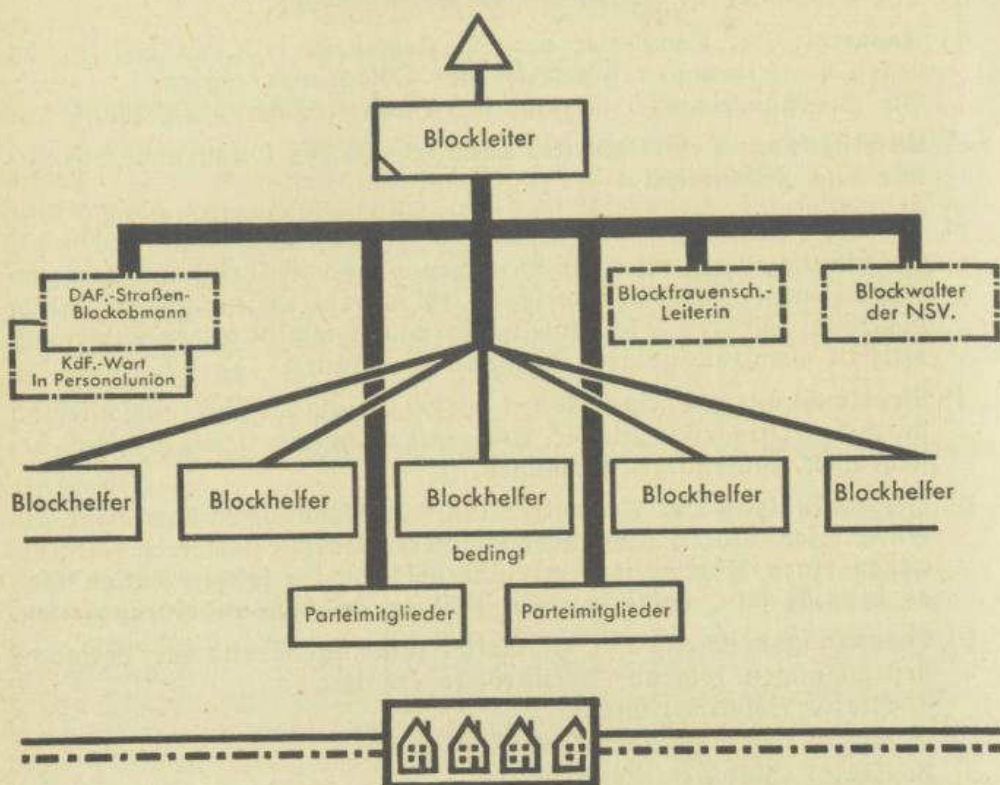 Blockleiter
DAF.-Straßen-
Blockobmann
KdF.-Wart
In Personalunion
Blockfrauensch.-
Leiterin
Blockwalter
der NSV.
Blockhelfer
Blockhelfer
Blockhelfer
Blockhelfer
Blockhelfer
bedingt
Parteimitglieder
Parteimitglieder